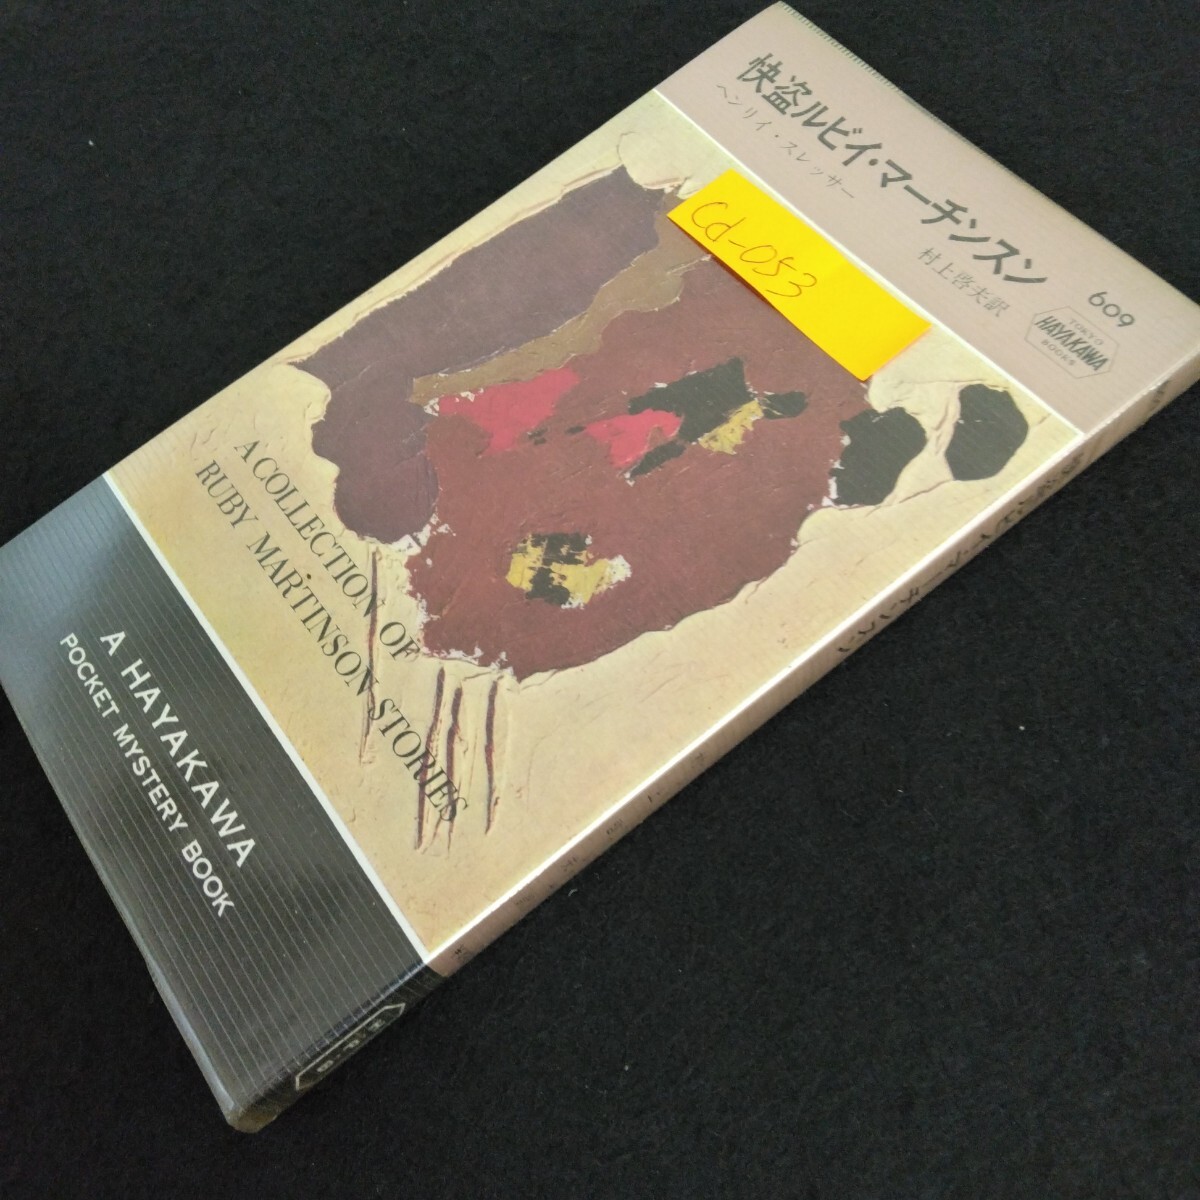 快盗ルビイ・マーチンスン
ヘンリイ・スレッサー
村上啓夫訳
609
TOKYO
HAYAKAWA
BOOKS
cd-053
A COLLECTION OF
RUBY MARTINSON STORIES
A HAYAKAWA
POCKET MYSTERY BOOK